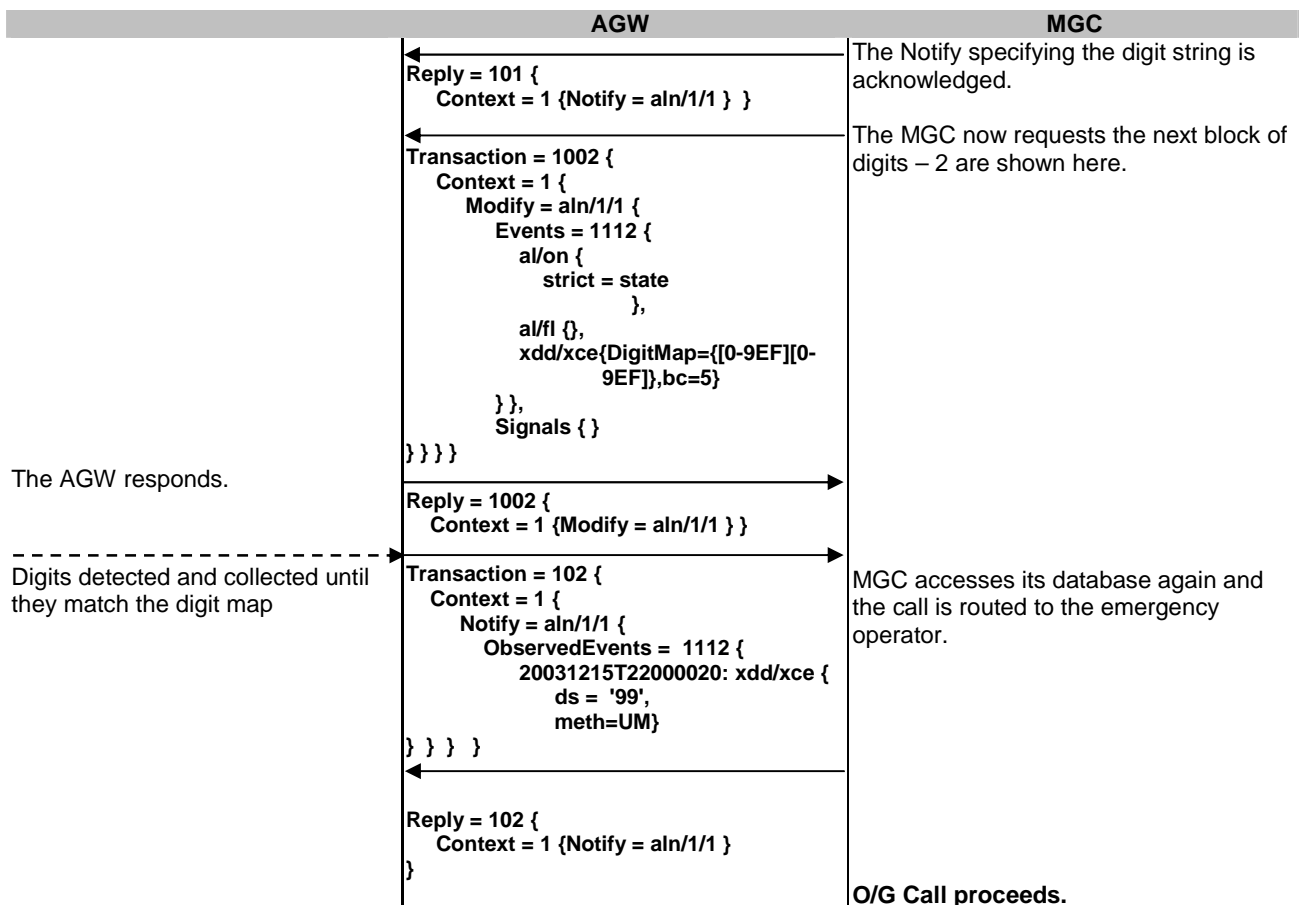 AGW MGC
The Notify specifying the digit string is
acknowledged.
Reply = 101 {
Context = 1 {Notify = aln/1/1 } }
The MGC now requests the next block of
digits – 2 are shown here.
Transaction = 1002 {
Context = 1 {
Modify = aln/1/1 {
Events = 1112 {
al/on {
strict = state
},
al/fl {},
xdd/xce{DigitMap={[0-9EF][0-
9EF]},bc=5}
} },
Signals { }
} } } }
The AGW responds.
Reply = 1002 {
Context = 1 {Modify = aln/1/1 } }
Digits detected and collected until
they match the digit map
Transaction = 102 {
Context = 1 {
Notify = aln/1/1 {
ObservedEvents = 1112 {
20031215T22000020: xdd/xce {
ds = '99',
meth=UM}
} } } }
MGC accesses its database again and
the call is routed to the emergency
operator.
Reply = 102 {
Context = 1 {Notify = aln/1/1 }
}
O/G Call proceeds.